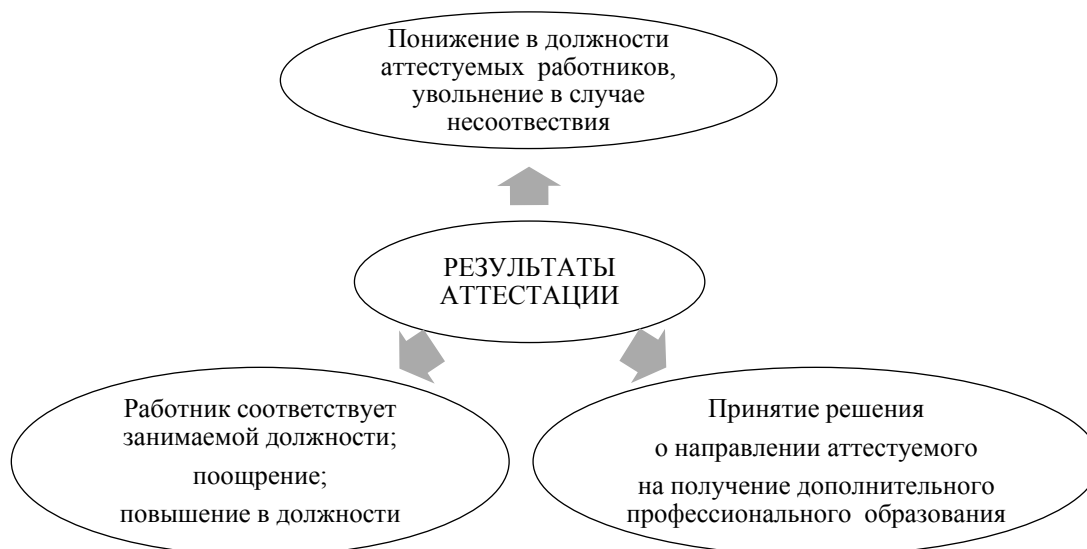 Понижение в должности
аттестуемых работников,
увольнение в случае
несоотвествия
РЕЗУЛЬТАТЫ
АТТЕСТАЦИИ
Работник соответствует
занимаемой должности;
поощрение;
повышение в должности
Принятие решения
о направлении аттестуемого
на получение дополнительного
профессионального образования